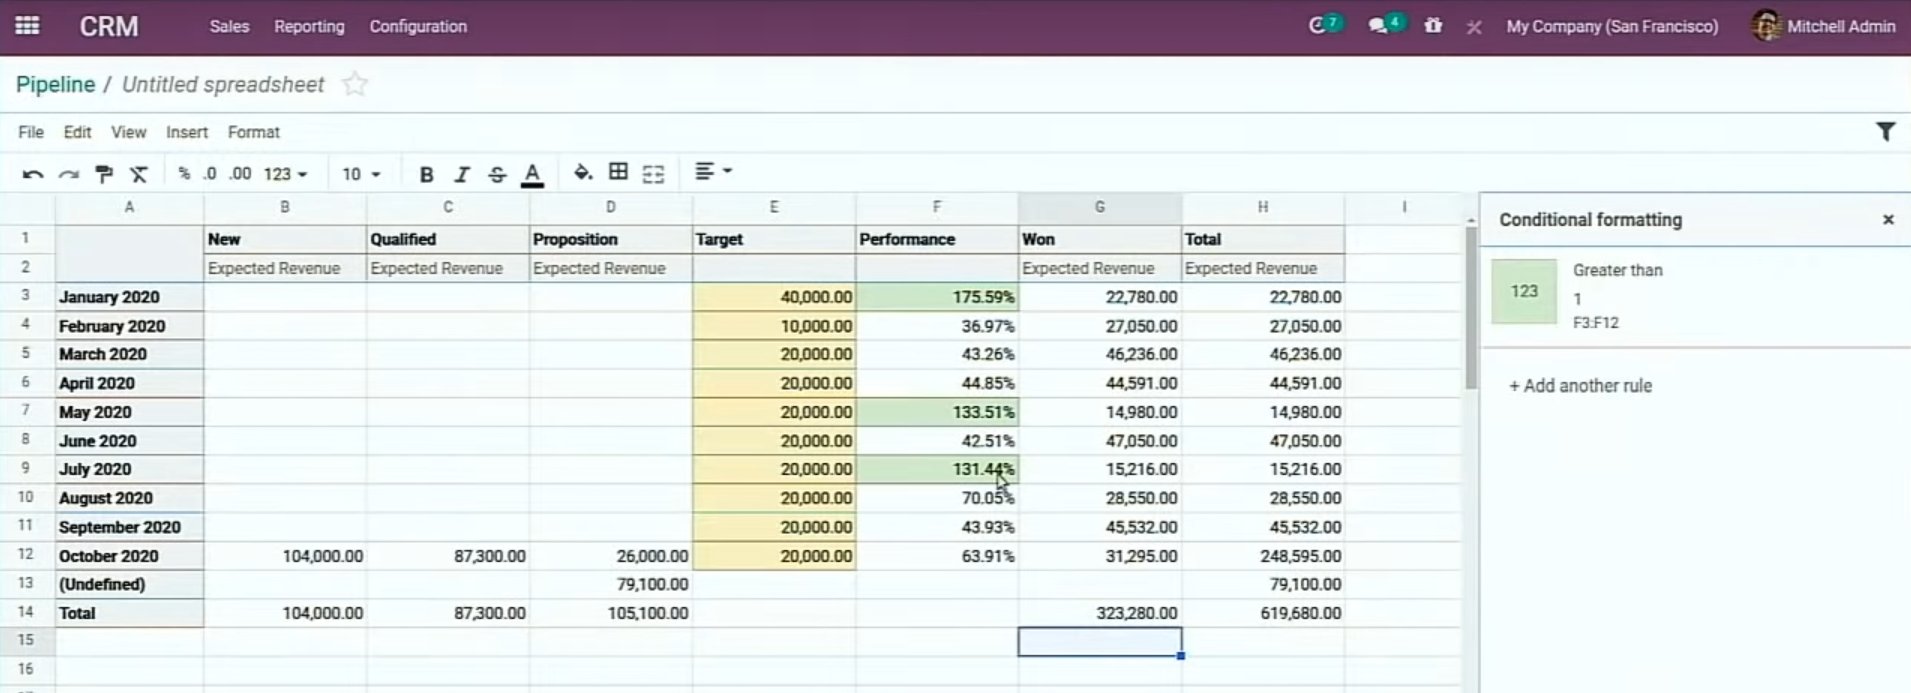 CRM Sales Reporting Configuration 7 4 My Company (San Francisco) Mitchell Admin
Pipeline / Untitled spreadsheet
File Edit View Insert Format
% .0 .00 123 10 B I S A
A B C D E F G H I
1 New Qualified Proposition Target Performance Won Total
2 Expected Revenue Expected Revenue Expected Revenue Expected Revenue Expected Revenue
3 January 2020 40,000.00 175.59% 22,780.00 22,780.00
4 February 2020 10,000.00 36.97% 27,050.00 27,050.00
5 March 2020 20,000.00 43.26% 46,236.00 46,236.00
6 April 2020 20,000.00 44.85% 44,591.00 44,591.00
7 May 2020 20,000.00 133.51% 14,980.00 14,980.00
8 June 2020 20,000.00 42.51% 47,050.00 47,050.00
9 July 2020 20,000.00 131.44% 15,216.00 15,216.00
10 August 2020 20,000.00 70.05% 28,550.00 28,550.00
11 September 2020 20,000.00 43.93% 45,532.00 45,532.00
12 October 2020 104,000.00 87,300.00 26,000.00 20,000.00 63.91% 31,295.00 248,595.00
13 (Undefined) 79,100.00 79,100.00
14 Total 104,000.00 87,300.00 105,100.00 323,280.00 619,680.00
15
16
Conditional formatting ×
123
Greater than
1
F3:F12
+ Add another rule